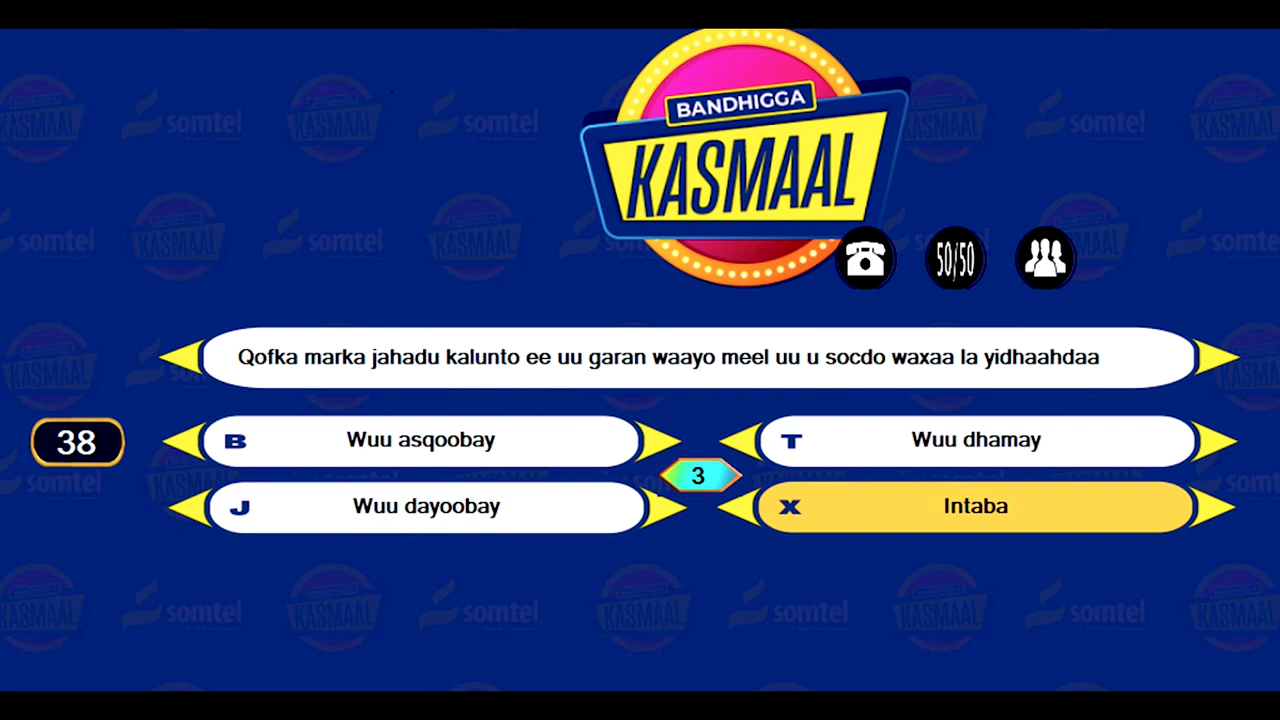 BANDHIGGA
KASMAAL
50/50
Qofka marka jahadu kalunto ee uu garan waayo meel uu u socdo waxaa la yidhaahdaa
38
B Wuu asqoobay
T Wuu dhamay
3
J Wuu dayoobay
X Intaba
somtel